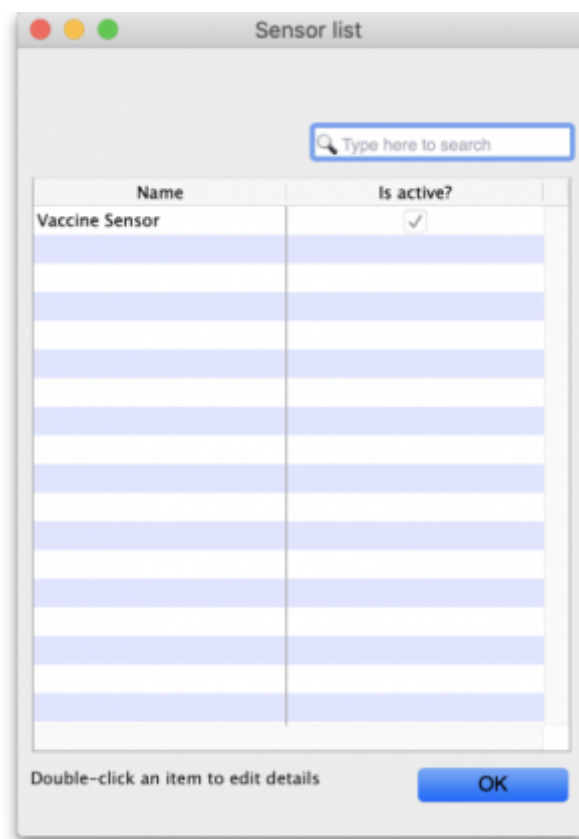 Sensor list
Type here to search
Name Is active?
Vaccine Sensor
Double-click an item to edit details OK